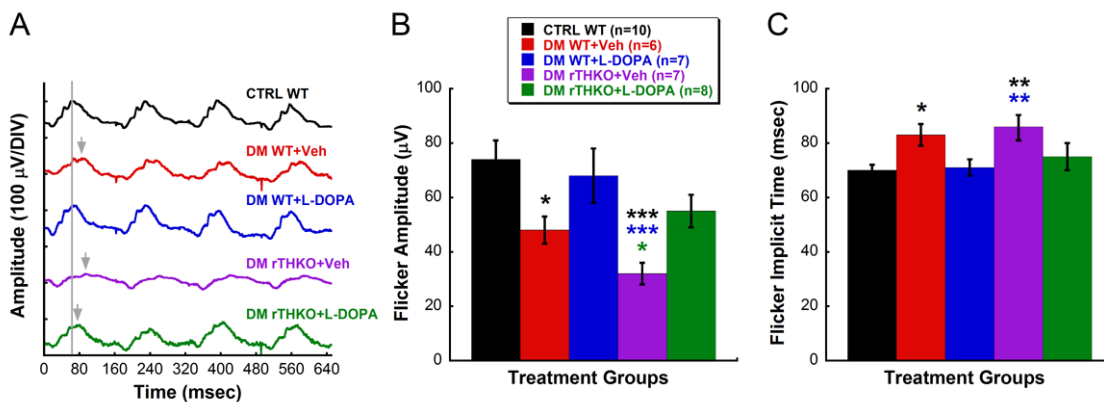 A
CTRL WT
DM WT+Veh
DM WT+L-DOPA
DM rTHKO+Veh
DM rTHKO+L-DOPA
Amplitude (100 μV/DIV)
0 80 160 240 320 400 480 560 640
Time (msec)
B
CTRL WT (n=10)
DM WT+Veh (n=6)
DM WT+L-DOPA (n=7)
DM rTHKO+Veh (n=7)
DM rTHKO+L-DOPA (n=8)
Flicker Amplitude (μV)
100
80
60
40
20
0
*
***
***
*
Treatment Groups
C
Flicker Implicit Time (msec)
100
80
60
40
20
0
*
**
**
Treatment Groups